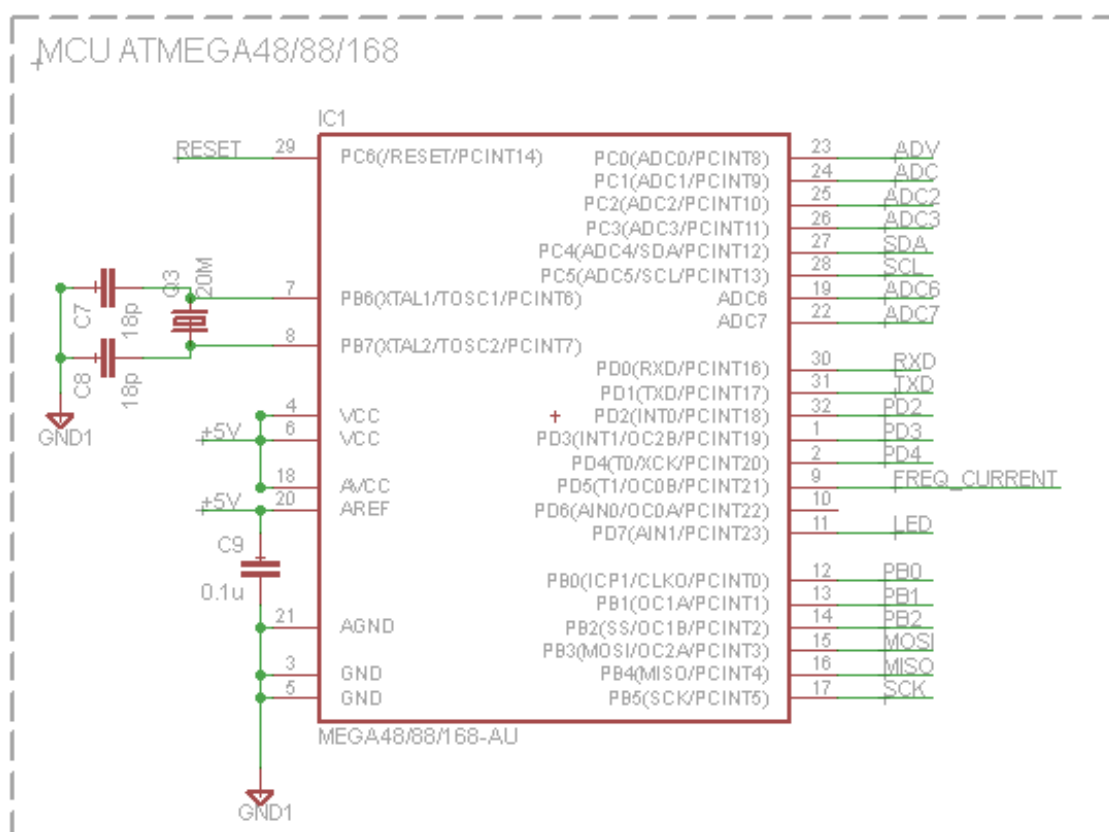 MCU ATMEGA48/88/168
IC1
RESET 29 PC6(/RESET/PCINT14)
C7 18p
Q3 20M
C8 18p
GND1
7 PB6(XTAL1/TOSC1/PCINT6)
8 PB7(XTAL2/TOSC2/PCINT7)
4 VCC
+5V 6 VCC
18 AVCC
+5V 20 AREF
C9
0.1u
21 AGND
3 GND
5 GND
GND1
PC0(ADC0/PCINT8) 23 ADV
PC1(ADC1/PCINT9) 24 ADC
PC2(ADC2/PCINT10) 25 ADC2
PC3(ADC3/PCINT11) 26 ADC3
PC4(ADC4/SDA/PCINT12) 27 SDA
PC5(ADC5/SCL/PCINT13) 28 SCL
ADC6 19 ADC6
ADC7 22 ADC7
PD0(RXD/PCINT16) 30 RXD
PD1(TXD/PCINT17) 31 TXD
PD2(INT0/PCINT18) 32 PD2
PD3(INT1/OC2B/PCINT19) 1 PD3
PD4(T0/XCK/PCINT20) 2 PD4
PD5(T1/OC0B/PCINT21) 9 FREQ_CURRENT
PD6(AIN0/OC0A/PCINT22) 10
PD7(AIN1/PCINT23) 11 LED
PB0(ICP1/CLKO/PCINT0) 12 PB0
PB1(OC1A/PCINT1) 13 PB1
PB2(SS/OC1B/PCINT2) 14 PB2
PB3(MOSI/OC2A/PCINT3) 15 MOSI
PB4(MISO/PCINT4) 16 MISO
PB5(SCK/PCINT5) 17 SCK
MEGA48/88/168-AU